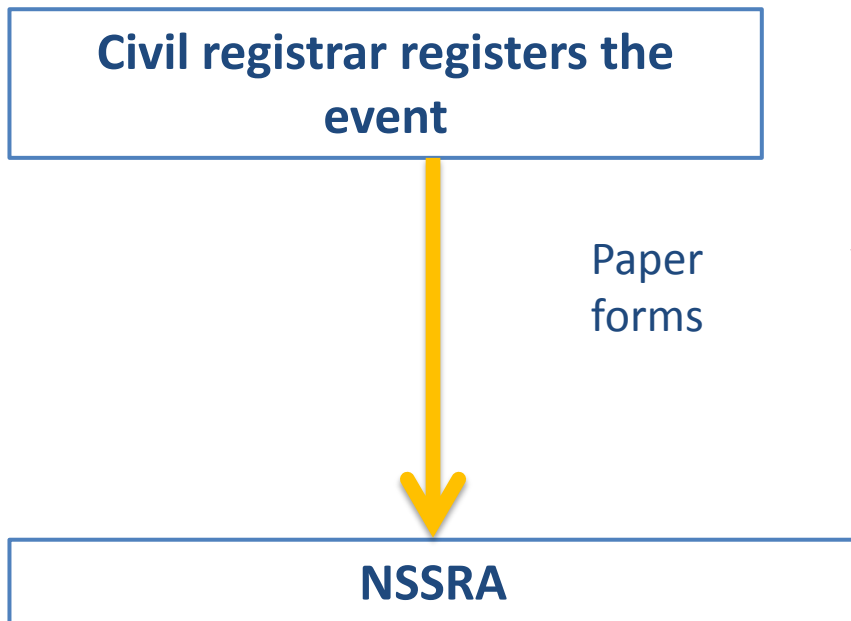 Civil registrar registers the
event
Paper
forms
NSSRA